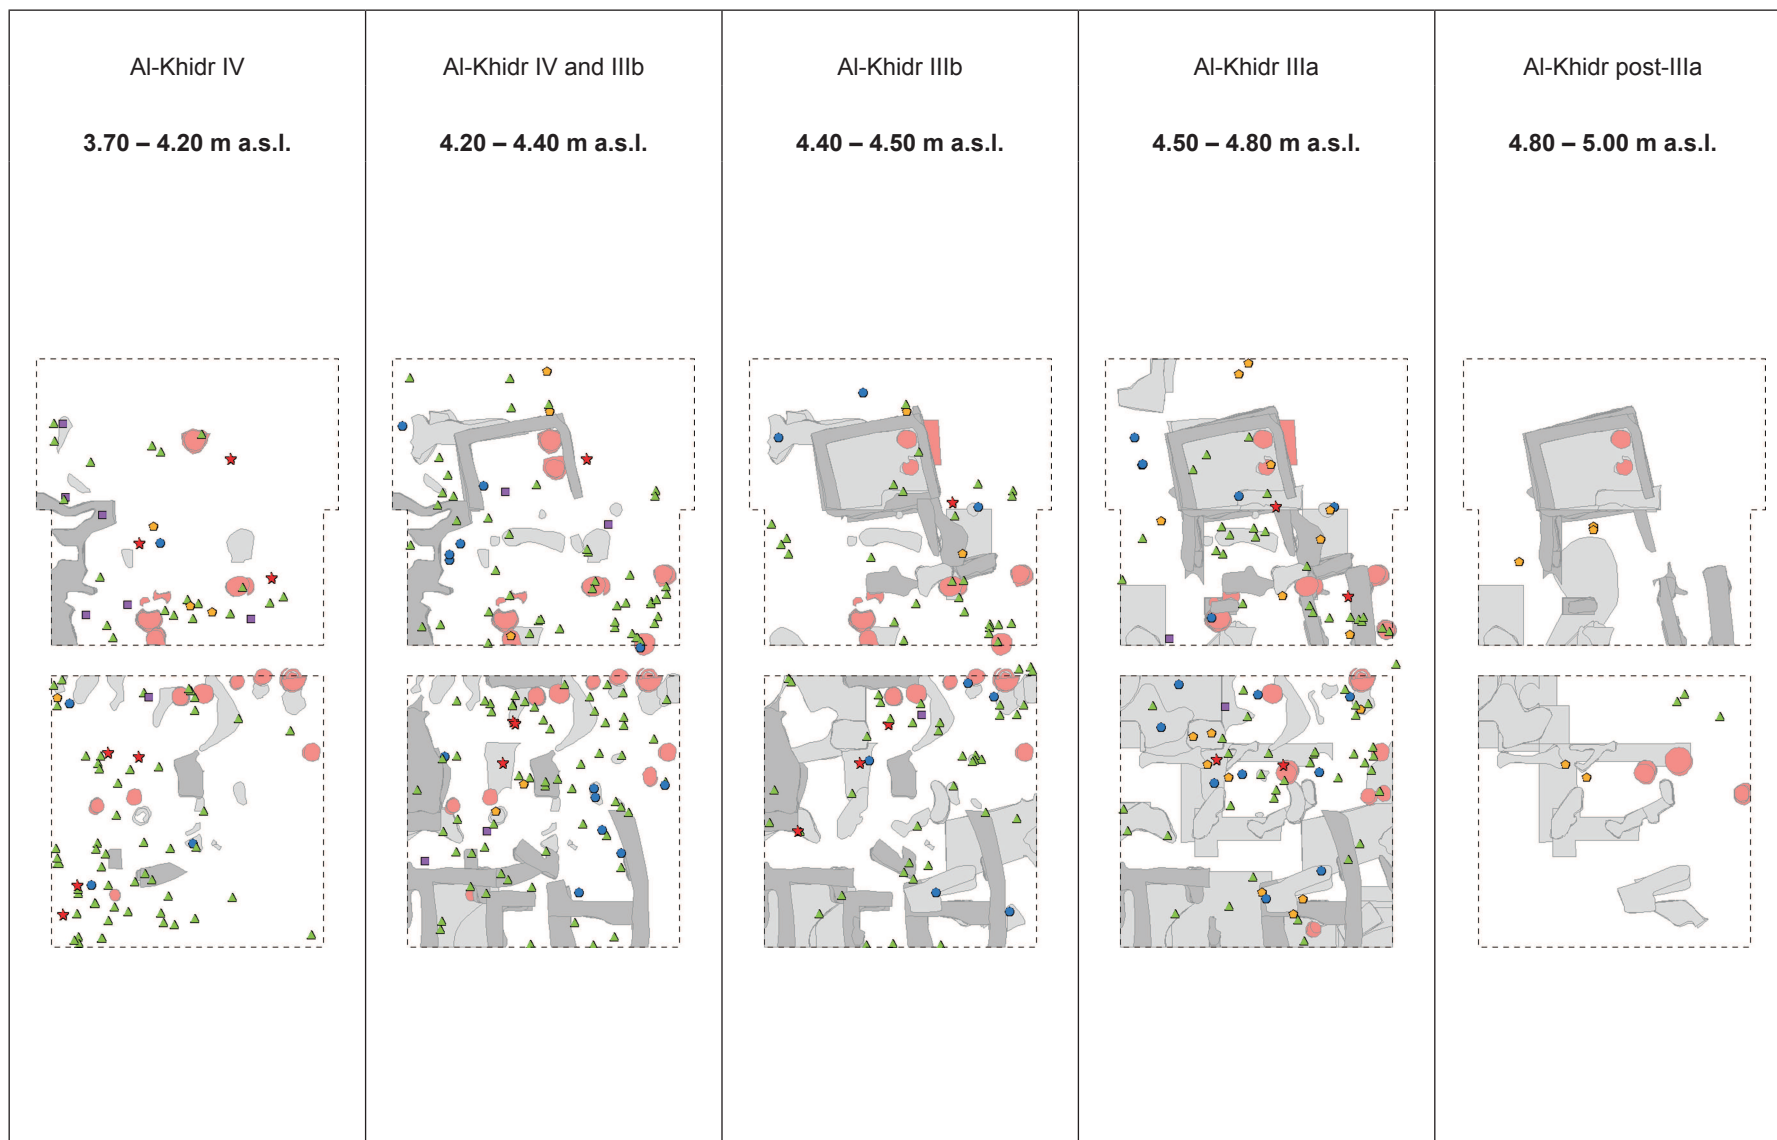 Al-Khidr IV
3.70 – 4.20 m a.s.l.
Al-Khidr IV and IIIb
4.20 – 4.40 m a.s.l.
Al-Khidr IIIb
4.40 – 4.50 m a.s.l.
Al-Khidr IIIa
4.50 – 4.80 m a.s.l.
Al-Khidr post-IIIa
4.80 – 5.00 m a.s.l.